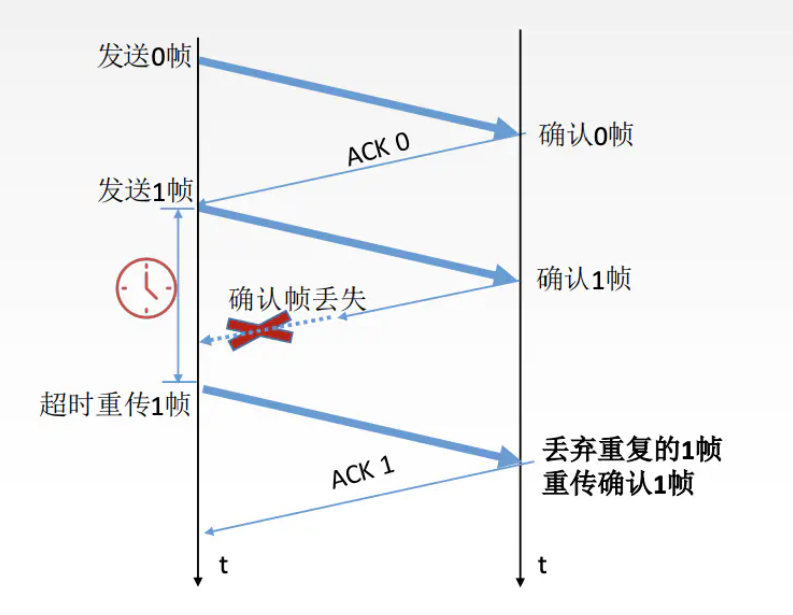 发送0帧
ACK 0
确认0帧
发送1帧
确认1帧
确认帧丢失
超时重传1帧
ACK 1
丢弃重复的1帧
重传确认1帧
t
t